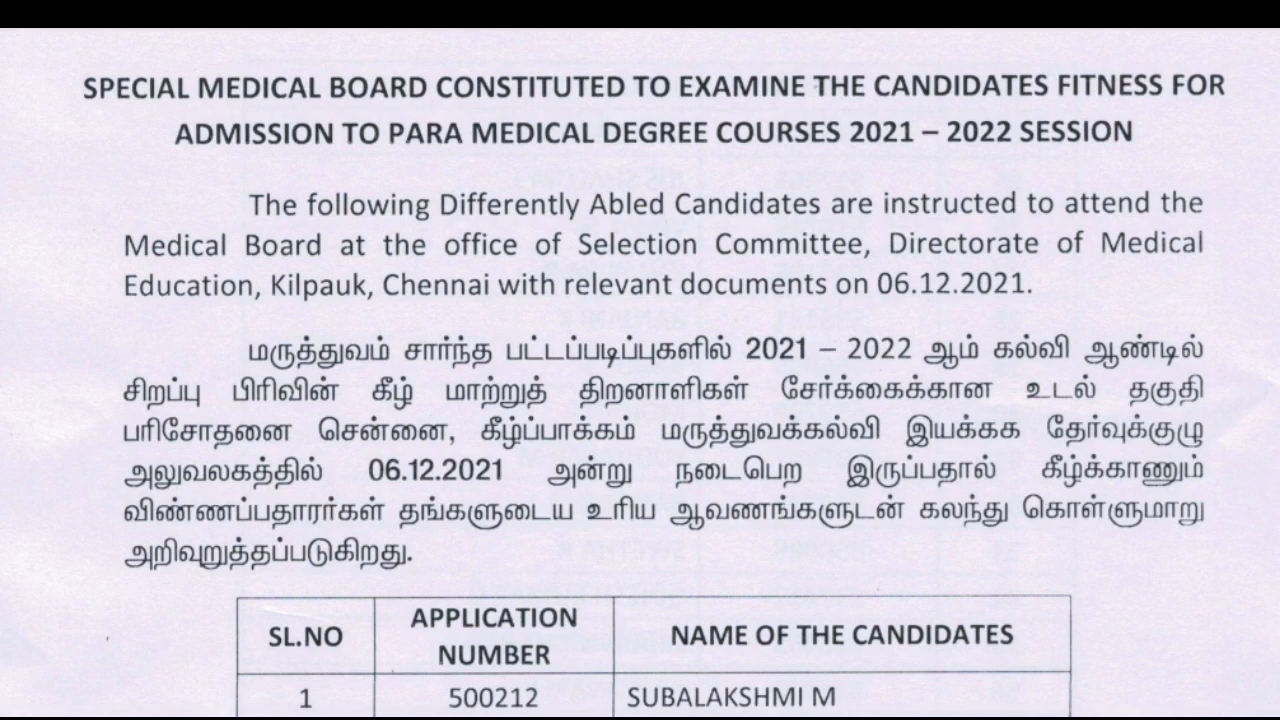 SPECIAL MEDICAL BOARD CONSTITUTED TO EXAMINE THE CANDIDATES FITNESS FOR
ADMISSION TO PARA MEDICAL DEGREE COURSES 2021 – 2022 SESSION
The following Differently Abled Candidates are instructed to attend the
Medical Board at the office of Selection Committee, Directorate of Medical
Education, Kilpauk, Chennai with relevant documents on 06.12.2021.
மருத்துவம் சார்ந்த பட்டப்படிப்புகளில் 2021 – 2022 ஆம் கல்வி ஆண்டில்
சிறப்பு பிரிவின் கீழ் மாற்றுத் திறனாளிகள் சேர்க்கைக்கான உடல் தகுதி
பரிசோதனை சென்னை, கீழ்ப்பாக்கம் மருத்துவக்கல்வி இயக்கக தேர்வுக்குழு
அலுவலகத்தில் 06.12.2021 அன்று நடைபெற இருப்பதால் கீழ்க்காணும்
விண்ணப்பதாரர்கள் தங்களுடைய உரிய ஆவணங்களுடன் கலந்து கொள்ளுமாறு
அறிவுறுத்தப்படுகிறது.
SL.NO APPLICATION NUMBER NAME OF THE CANDIDATES
1 500212 SUBALAKSHMI M